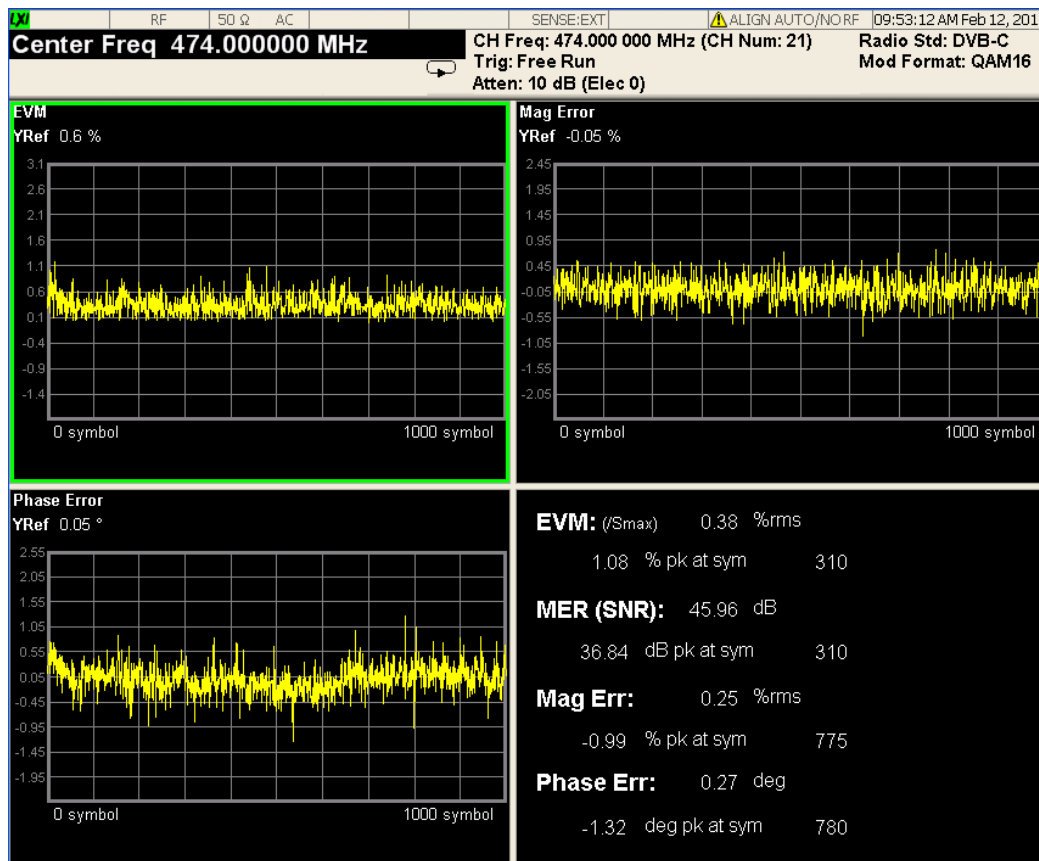 LXI RF 50 Ω AC SENSE:EXT ALIGN AUTO/NO RF 09:53:12 AM Feb 12, 201
Center Freq 474.000000 MHz
CH Freq: 474.000 000 MHz (CH Num: 21) Radio Std: DVB-C
Trig: Free Run Mod Format: QAM16
Atten: 10 dB (Elec 0)
EVM
YRef 0.6 %
3.1
2.6
2.1
1.6
1.1
0.6
0.1
-0.4
-0.9
-1.4
0 symbol 1000 symbol
Mag Error
YRef -0.05 %
2.45
1.95
1.45
0.95
0.45
-0.05
-0.55
-1.05
-1.55
-2.05
0 symbol 1000 symbol
Phase Error
YRef 0.05 °
2.55
2.05
1.55
1.05
0.55
0.05
-0.45
-0.95
-1.45
-1.95
0 symbol 1000 symbol
EVM: (/Smax) 0.38 %rms
1.08 % pk at sym 310
MER (SNR): 45.96 dB
36.84 dB pk at sym 310
Mag Err: 0.25 %rms
-0.99 % pk at sym 775
Phase Err: 0.27 deg
-1.32 deg pk at sym 780